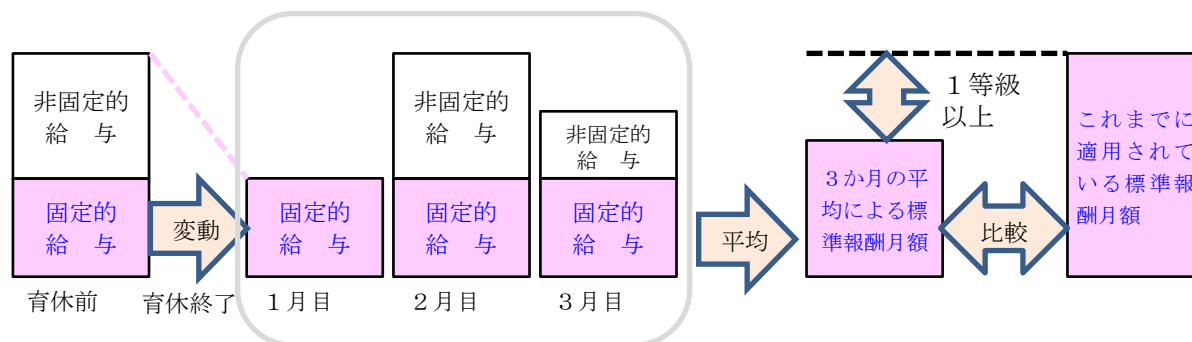 非固定的
給 与
固定的
給 与
育休前
変動
育休終了
固定的
給 与
１月目
非固定的
給 与
固定的
給 与
２月目
非固定的
給 与
固定的
給 与
３月目
平均
１等級
以上
３か月の平
均による標
準報酬月額
比較
これまでに
適用されて
いる標準報
酬月額